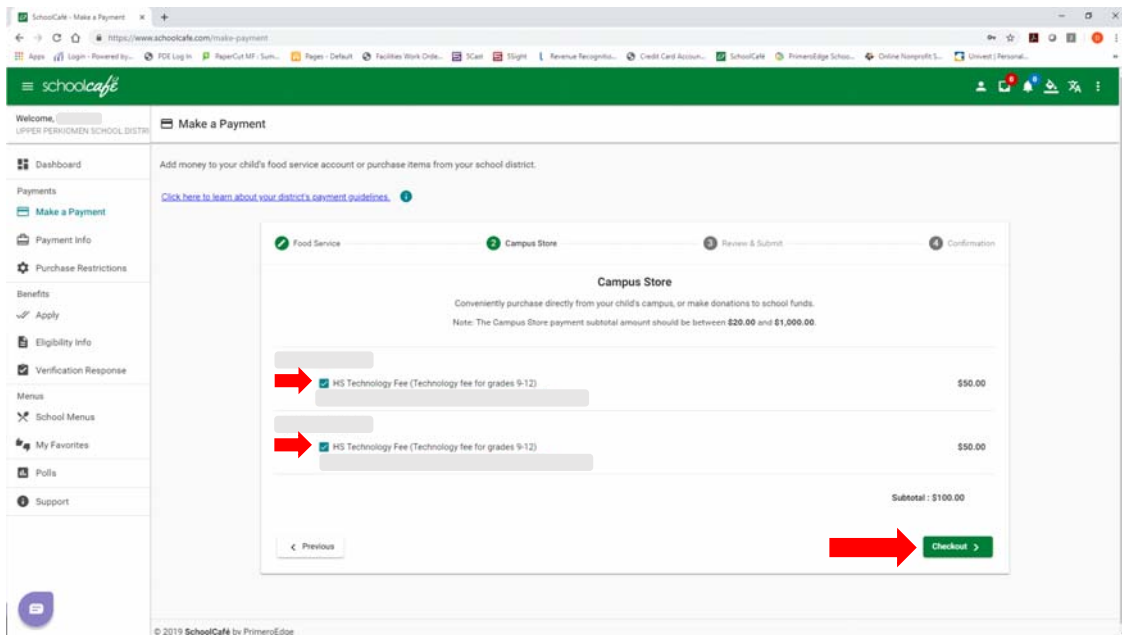 SchoolCafé - Make a Payment
https://www.schoolcafe.com/make-payment
Apps Login - Powered by... PDE Log In PaperCut MF : Sum... Pages - Default Facilities Work Orde... SCast SSight Revenue Recognitio... Credit Card Accoun... SchoolCafé PrimeroEdge Schoo... Online Nonprofit S... Univest | Personal...
schoolcafé
Welcome,
UPPER PERKIOMEN SCHOOL DISTRI
Make a Payment
Dashboard
Add money to your child's food service account or purchase items from your school district.
Payments
Click here to learn about your district's payment guidelines.
Make a Payment
Payment Info
Purchase Restrictions
Benefits
Apply
Eligibility Info
Verification Response
Menus
School Menus
My Favorites
Polls
Support
Food Service
2 Campus Store
3 Review & Submit
4 Confirmation
Campus Store
Conveniently purchase directly from your child's campus, or make donations to school funds.
Note: The Campus Store payment subtotal amount should be between $20.00 and $1,000.00.
HS Technology Fee (Technology fee for grades 9-12) $50.00
HS Technology Fee (Technology fee for grades 9-12) $50.00
Subtotal : $100.00
Previous
Checkout
© 2019 SchoolCafé by PrimeroEdge